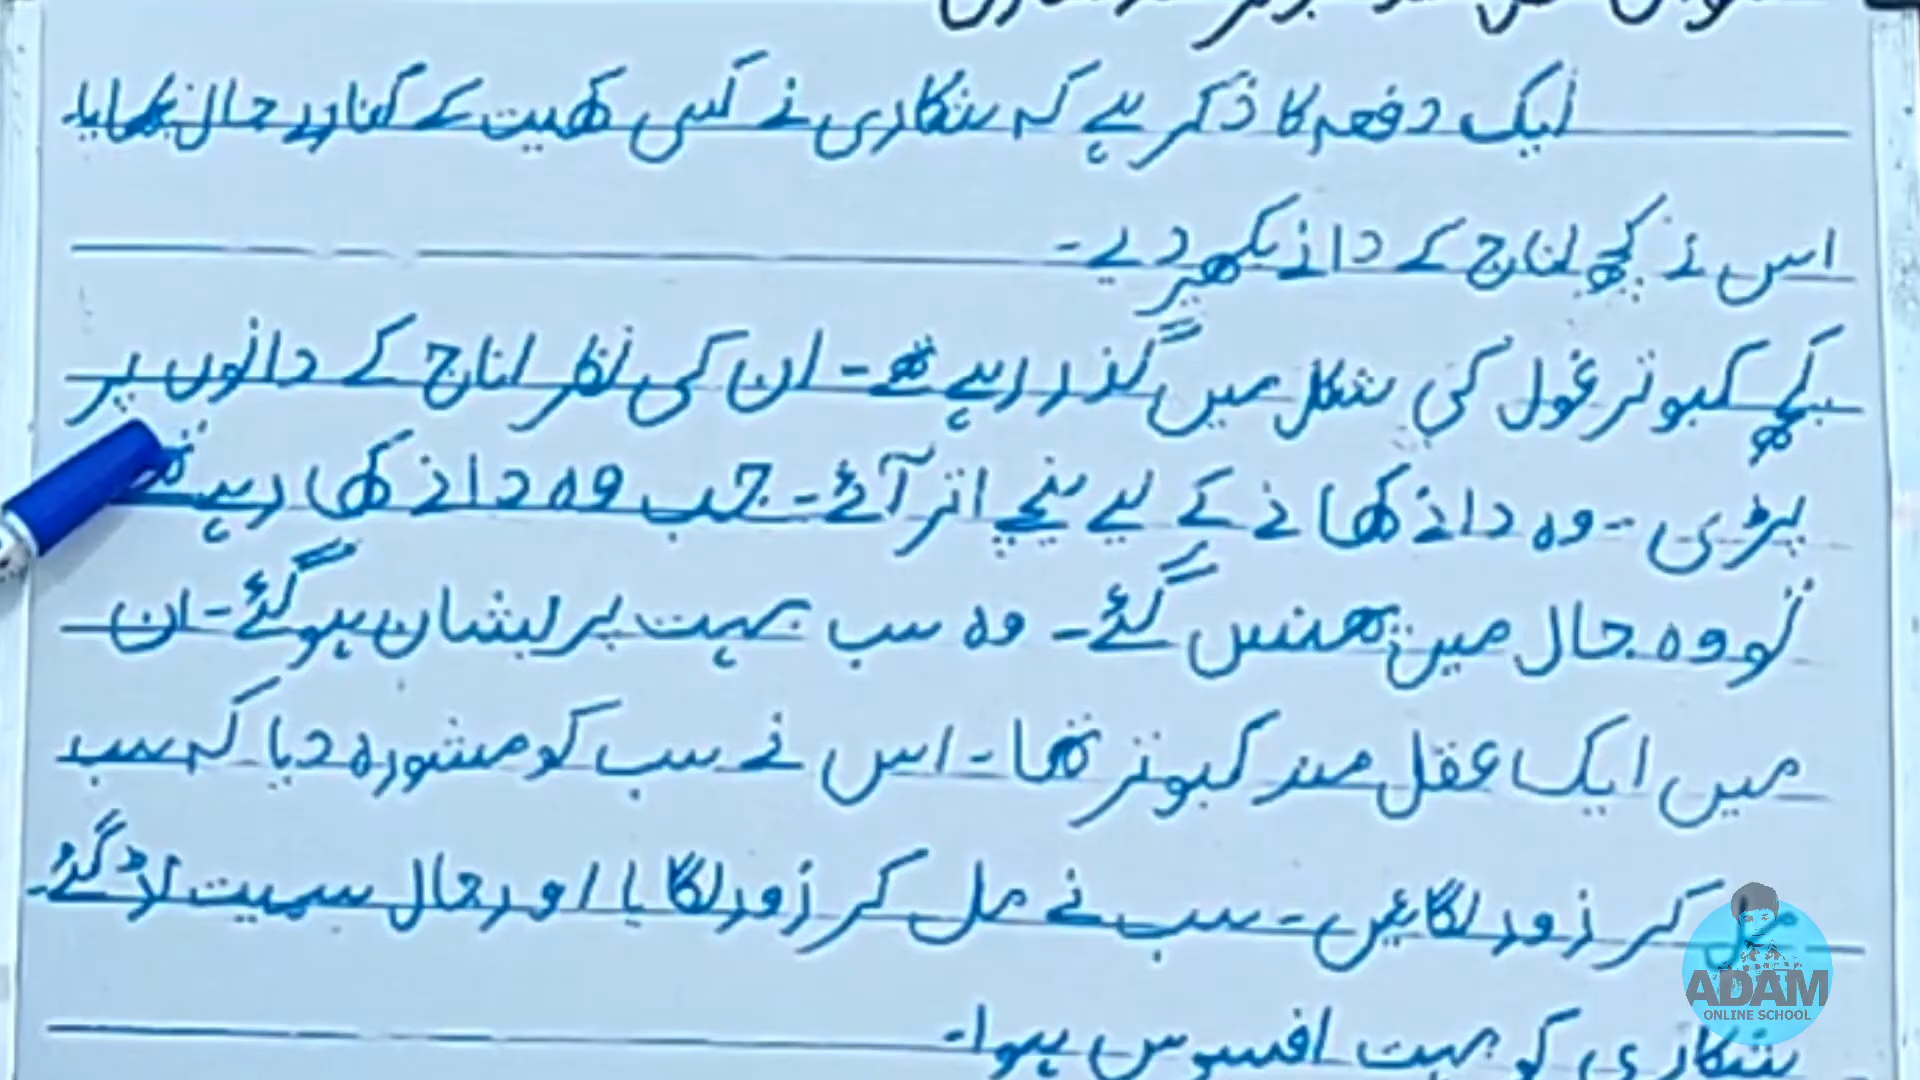 ایک دفعہ کا ذکر ہے کہ شکاری نے کسی کھیت کے کنارے جال بچھایا۔
اس نے کچھ اناج کے دانے بکھیر دیے۔
کچھ کبوتر غول کی شکل میں گذر رہے تھے۔ ان کی نظر اناج کے دانوں پر
پڑی۔ وہ دانے کھانے کے لیے نیچے اتر آئے۔ جب وہ دانے کھا رہے تھے
تو وہ جال میں پھنس گئے۔ وہ سب بہت پریشان ہو گئے۔ ان
میں ایک عقل مند کبوتر تھا۔ اس نے سب کو مشورہ دیا کہ سب
مل کر زور لگائیں۔ سب نے مل کر زور لگایا اور جال سمیت اڑ گئے۔
شکاری کو بہت افسوس ہوا۔
ADAM
ONLINE SCHOOL